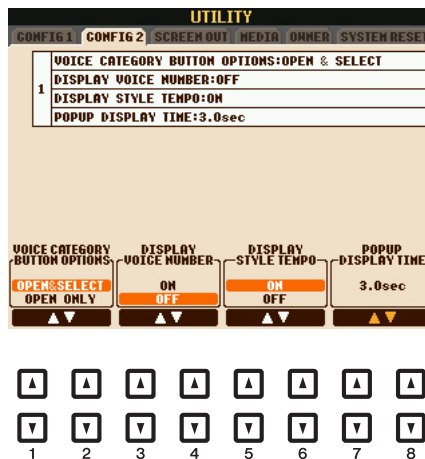 UTILITY
CONFIG 1 CONFIG 2 SCREEN OUT MEDIA OWNER SYSTEM RESET
1
VOICE CATEGORY BUTTON OPTIONS:OPEN & SELECT
DISPLAY VOICE NUMBER:OFF
DISPLAY STYLE TEMPO:ON
POPUP DISPLAY TIME:3.0sec
VOICE CATEGORY BUTTON OPTIONS
OPEN&SELECT
OPEN ONLY
DISPLAY VOICE NUMBER
ON
OFF
DISPLAY STYLE TEMPO
ON
OFF
POPUP DISPLAY TIME
3.0sec
1 2 3 4 5 6 7 8